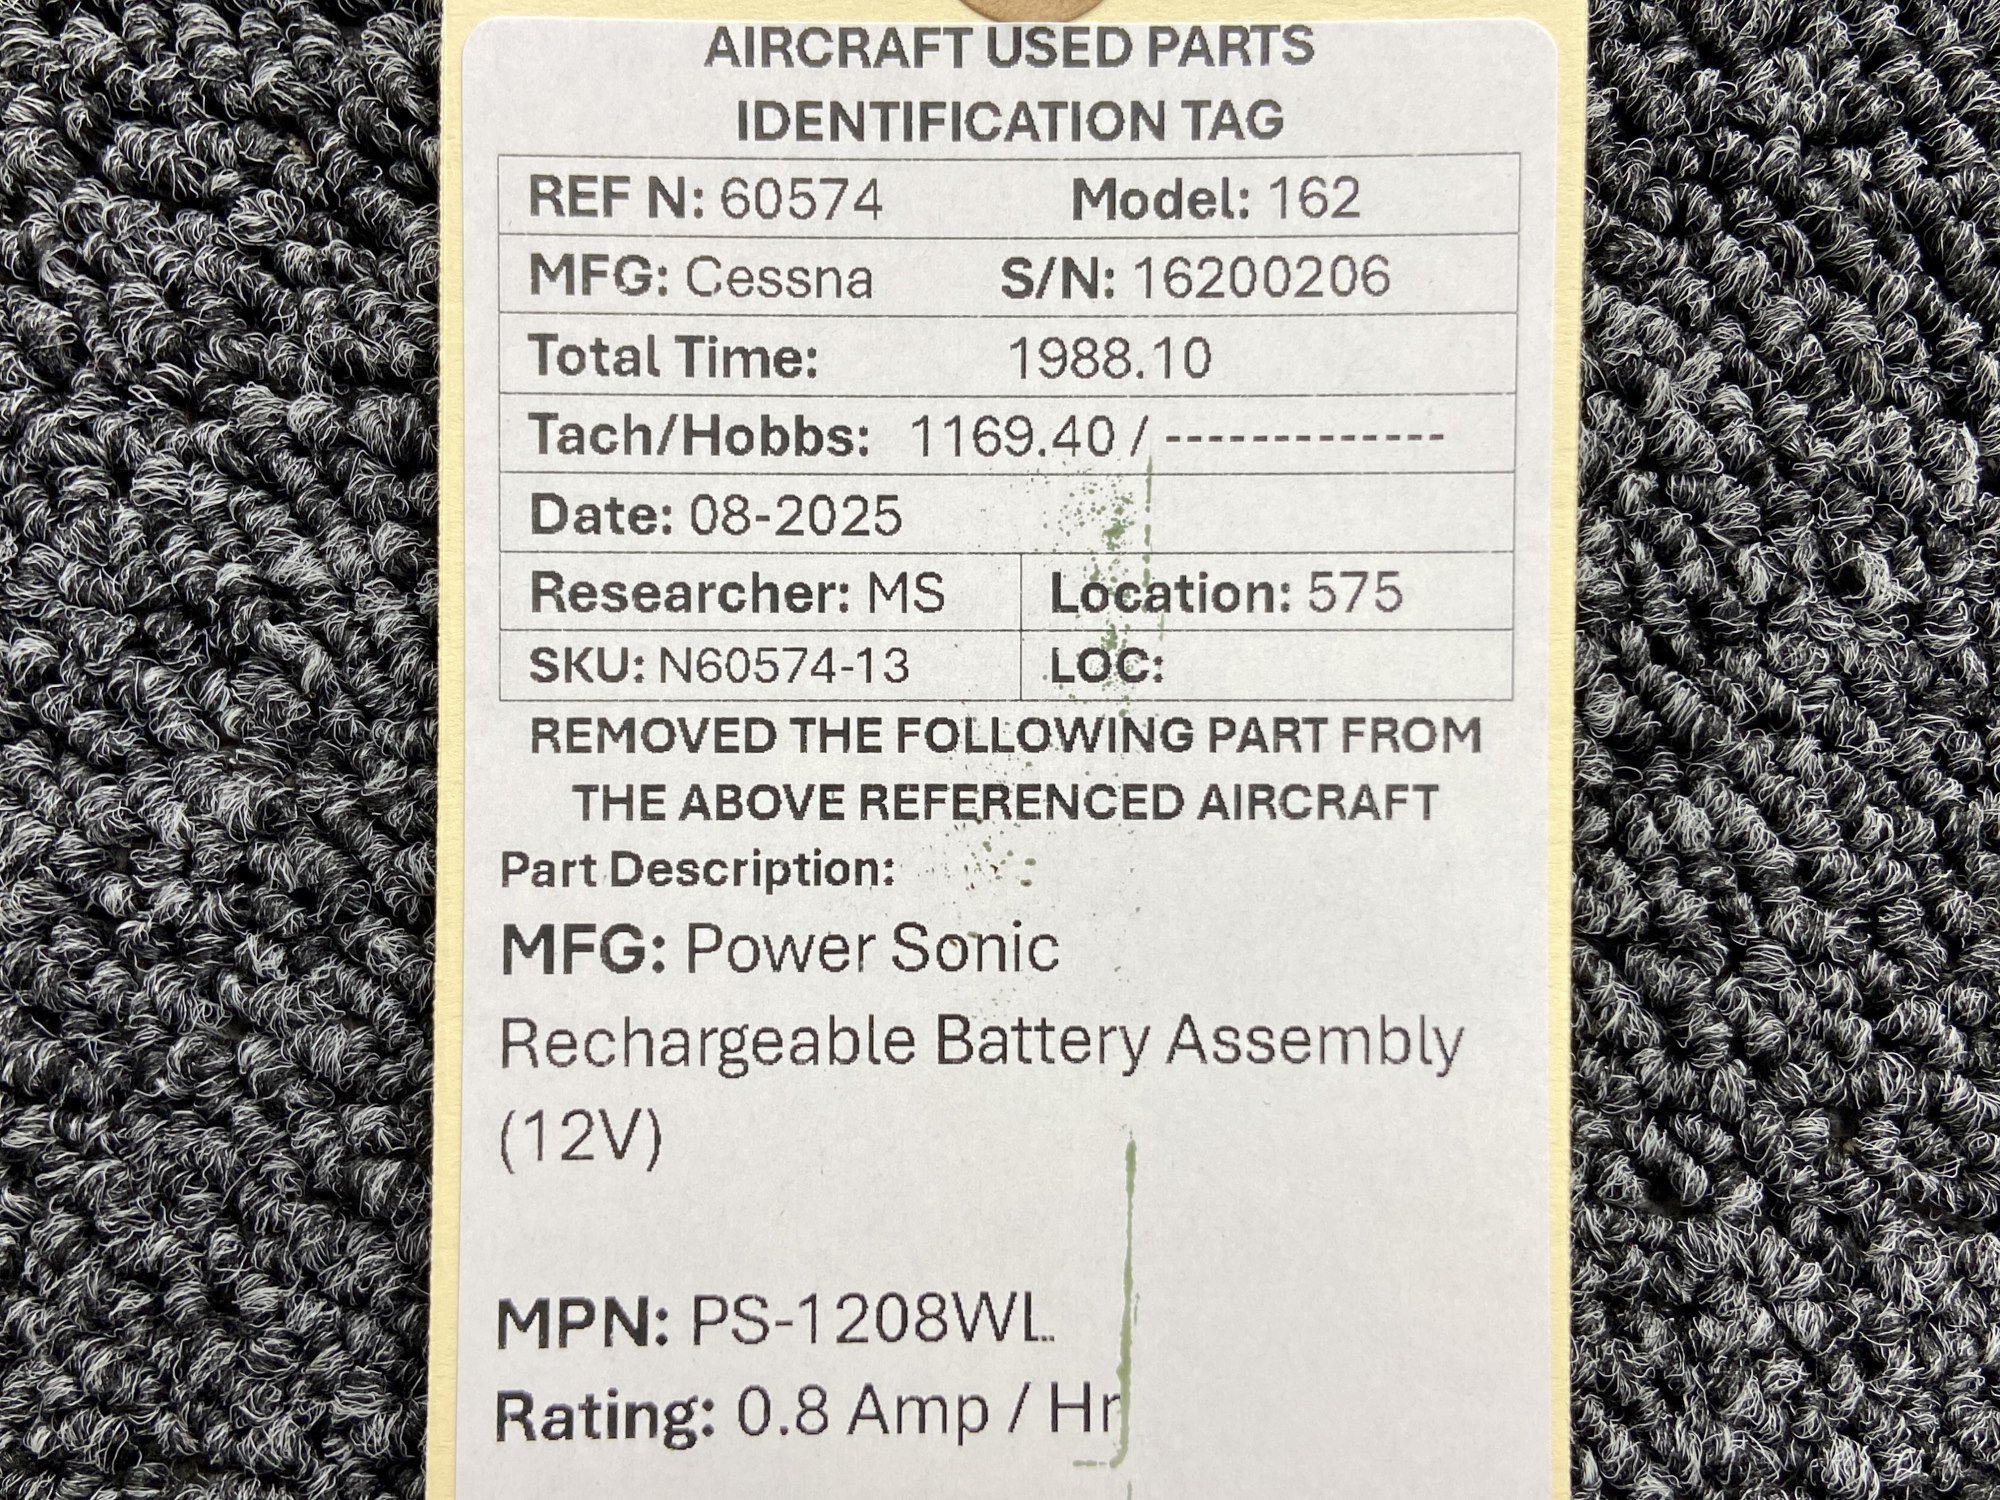 AIRCRAFT USED PARTS
IDENTIFICATION TAG
REF N: 60574 Model: 162
MFG: Cessna S/N: 16200206
Total Time: 1988.10
Tach/Hobbs: 1169.40 / -------------
Date: 08-2025
Researcher: MS Location: 575
SKU: N60574-13 LOC:
REMOVED THE FOLLOWING PART FROM
THE ABOVE REFERENCED AIRCRAFT
Part Description:
MFG: Power Sonic
Rechargeable Battery Assembly
(12V)
MPN: PS-1208WL
Rating: 0.8 Amp / Hr